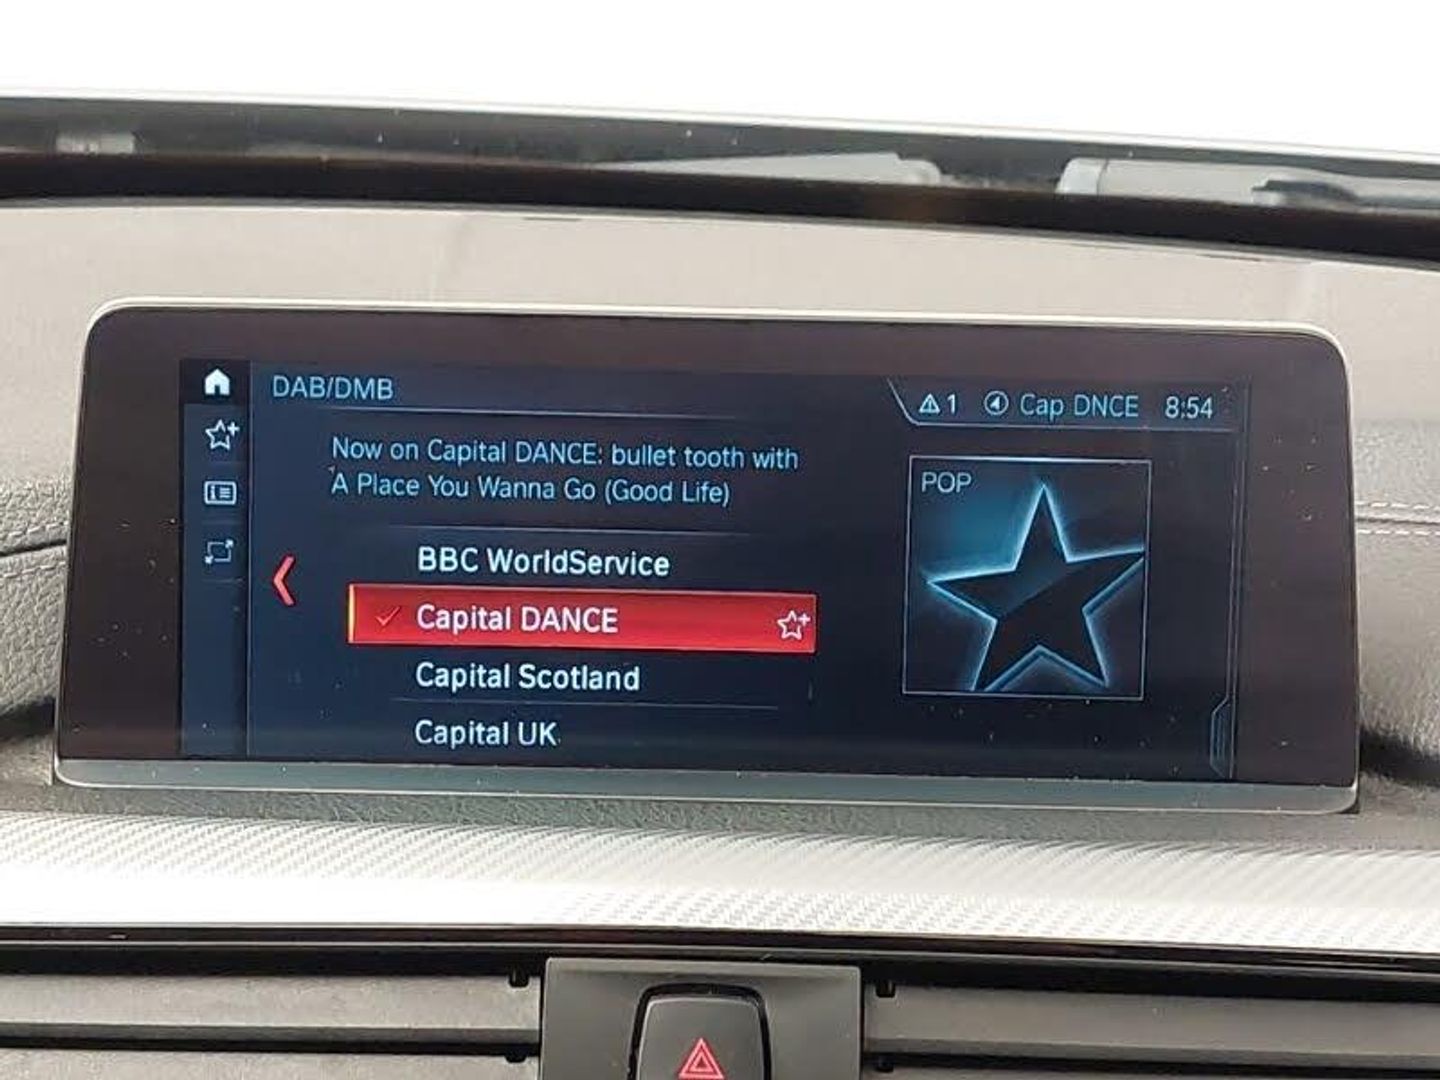 DAB/DMB
1 Cap DNCE 8:54
Now on Capital DANCE: bullet tooth with
A Place You Wanna Go (Good Life)
POP
BBC WorldService
Capital DANCE
Capital Scotland
Capital UK